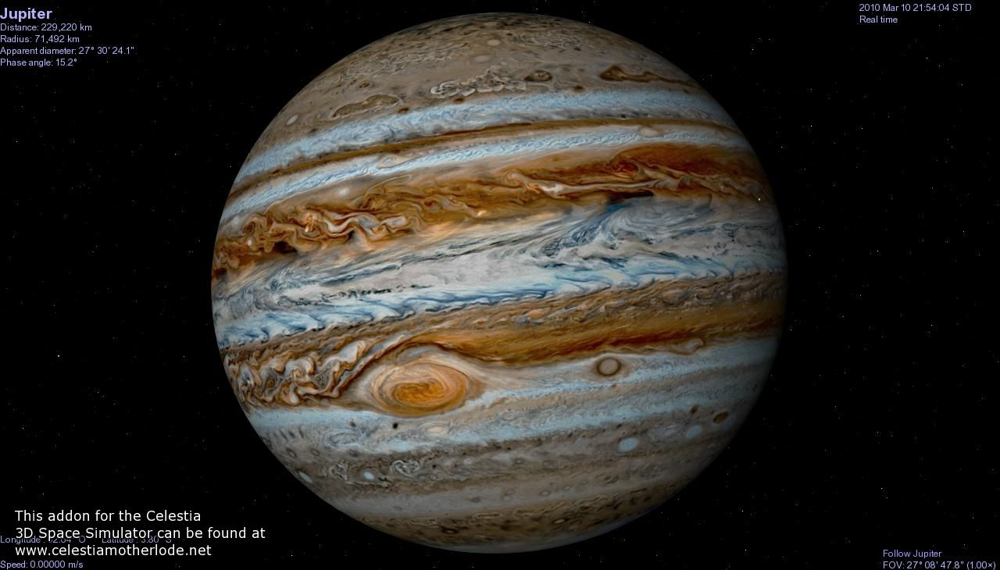 Jupiter
Distance: 229,220 km
Radius: 71,492 km
Apparent diameter: 27° 30' 24.1"
Phase angle: 15.2°
2010 Mar 10 21:54:04 STD
Real time
This addon for the Celestia
3D Space Simulator can be found at
www.celestiamotherlode.net
Longitude : O Latitude : 3.80° S
Speed: 0.00000 m/s
Follow Jupiter
FOV: 27° 08' 47.8" (1.00×)